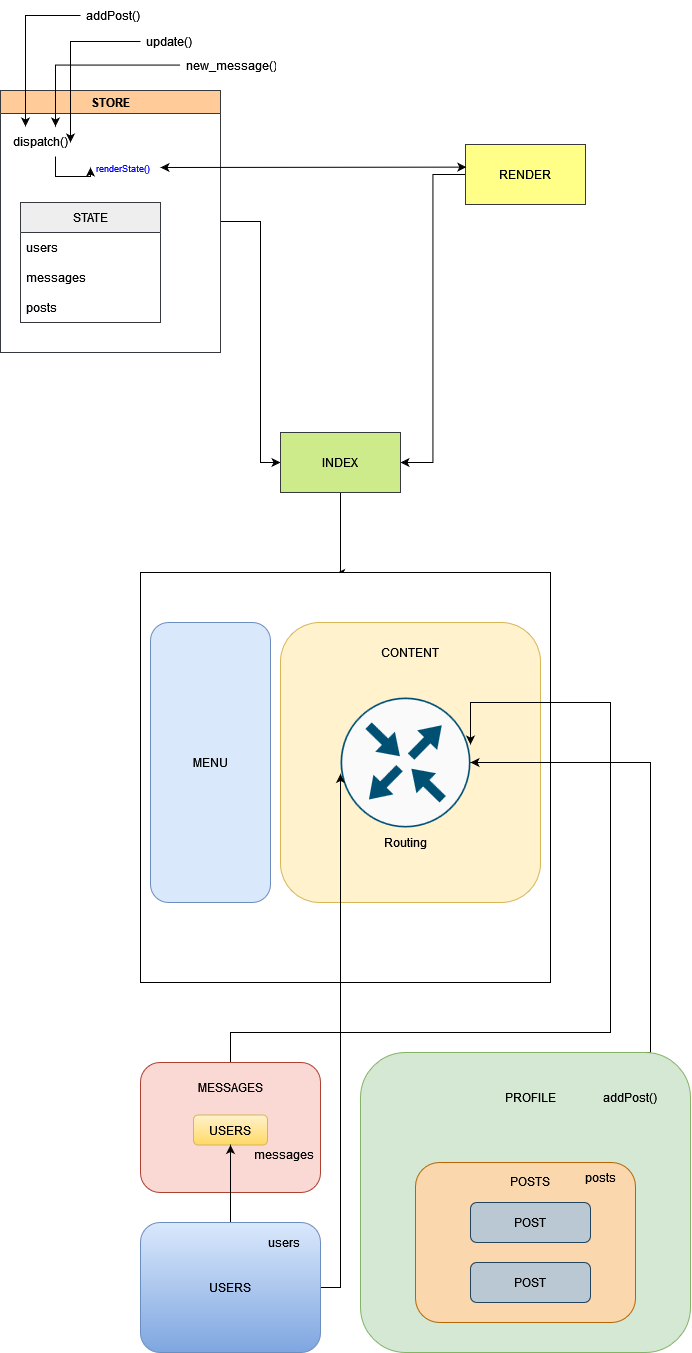 addPost()
update()
new_message()
STORE
dispatch()
renderState()
RENDER
STATE
users
messages
posts
INDEX
CONTENT
MENU
Routing
MESSAGES
USERS
messages
PROFILE
addPost()
POSTS
posts
POST
POST
users
USERS